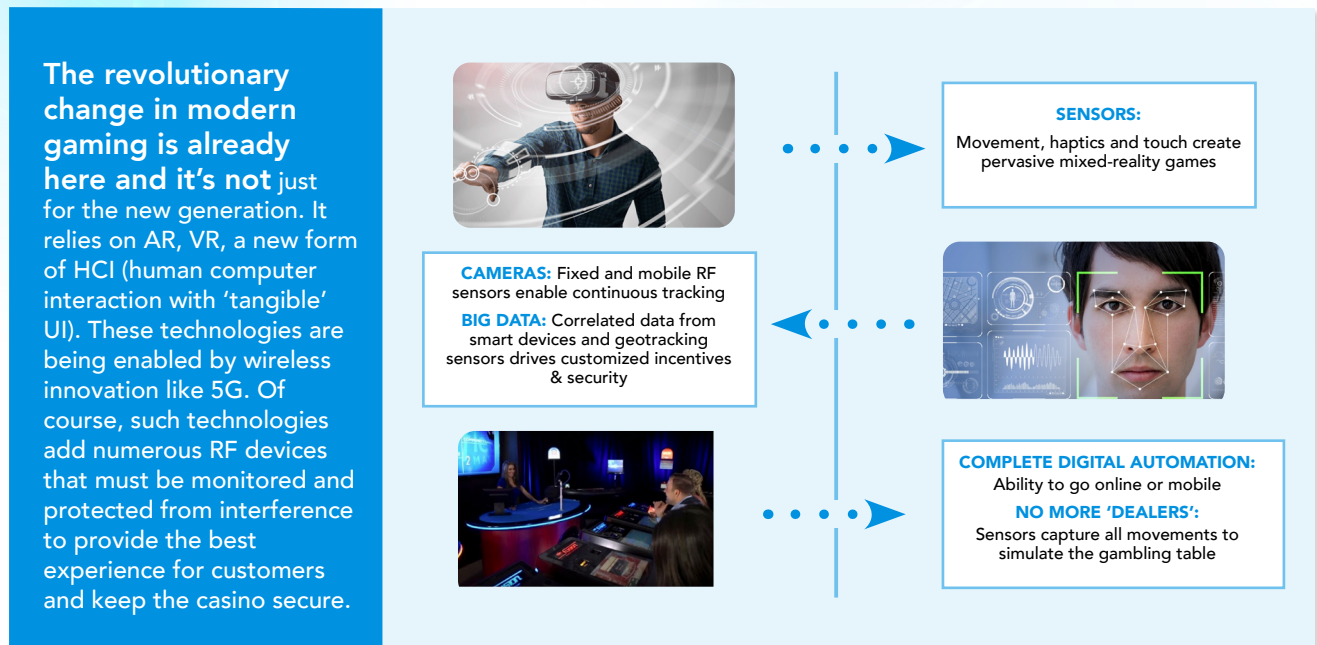 The revolutionary
change in modern
gaming is already
here and it's not just
for the new generation. It
relies on AR, VR, a new form
of HCI (human computer
interaction with ‘tangible’
UI). These technologies are
being enabled by wireless
innovation like 5G. Of
course, such technologies
add numerous RF devices
that must be monitored and
protected from interference
to provide the best
experience for customers
and keep the casino secure.
SENSORS:
Movement, haptics and touch create
pervasive mixed-reality games
CAMERAS: Fixed and mobile RF
sensors enable continuous tracking
BIG DATA: Correlated data from
smart devices and geotracking
sensors drives customized incentives
& security
COMPLETE DIGITAL AUTOMATION:
Ability to go online or mobile
NO MORE ‘DEALERS’:
Sensors capture all movements to
simulate the gambling table